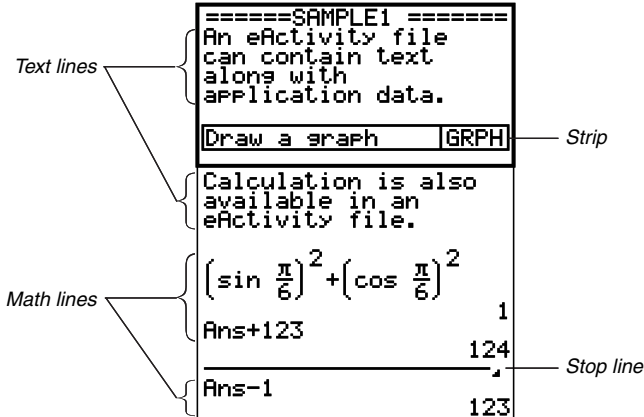 ======SAMPLE1 =======
An eActivity file
can contain text
along with
application data.
Text lines
Draw a graph GRPH
Strip
Calculation is also
available in an
eActivity file.
(sin π/6)²+(cos π/6)²
1
Math lines
Ans+123
124
Stop line
Ans−1
123